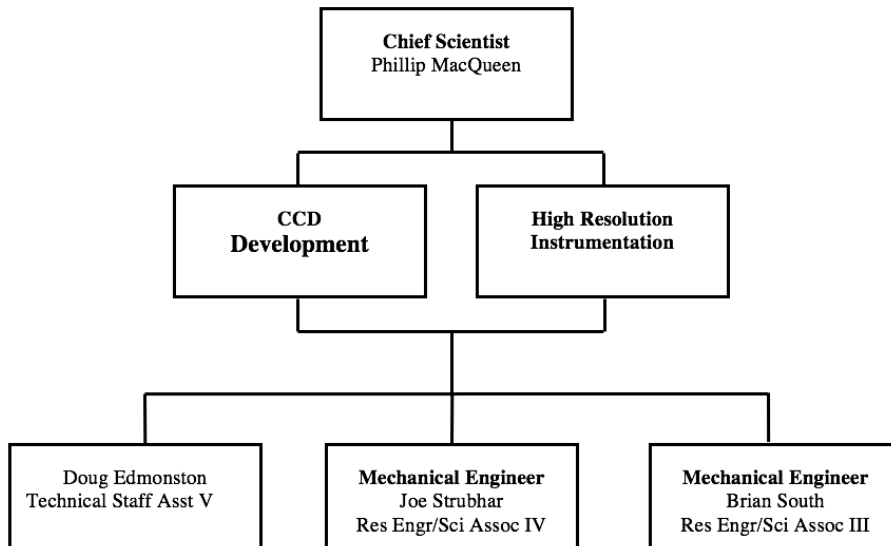 Chief Scientist
Phillip MacQueen
CCD
Development
High Resolution
Instrumentation
Doug Edmonston
Technical Staff Asst V
Mechanical Engineer
Joe Strubhar
Res Engr/Sci Assoc IV
Mechanical Engineer
Brian South
Res Engr/Sci Assoc III